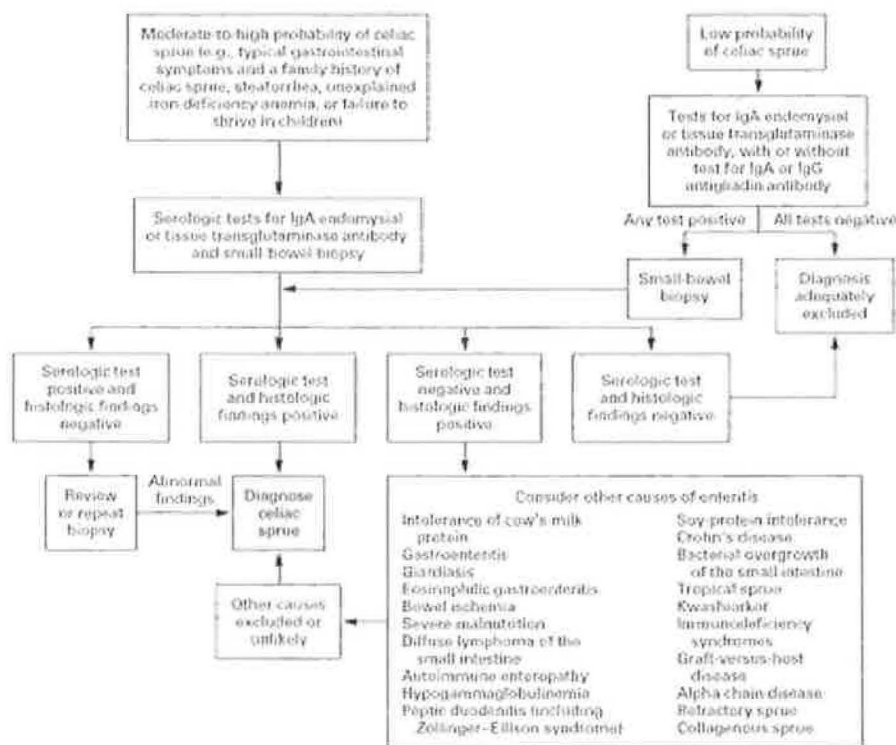 Moderate-to-high probability of celiac
sprue (e.g., typical gastrointestinal
symptoms and a family history of
celiac sprue, steatorrhea, unexplained
iron-deficiency anemia, or failure to
thrive in children)
Low probability
of celiac sprue
Tests for IgA endomysial
or tissue transglutaminase
antibody, with or without
test for IgA or IgG
antigliadin antibody
Any test positive
All tests negative
Serologic tests for IgA endomysial
or tissue transglutaminase antibody
and small-bowel biopsy
Small-bowel
biopsy
Diagnosis
adequately
excluded
Serologic test
positive and
histologic findings
negative
Serologic test
and histologic
findings positive
Serologic test
negative and
histologic findings
positive
Serologic test
and histologic
findings negative
Review
or repeat
biopsy
Abnormal
findings
Diagnose
celiac
sprue
Other causes
excluded or
unlikely
Consider other causes of enteritis
Intolerance of cow's milk
protein
Gastroenteritis
Giardiasis
Eosinophilic gastroenteritis
Bowel ischemia
Severe malnutrition
Diffuse lymphoma of the
small intestine
Autoimmune enteropathy
Hypogammaglobulinemia
Peptic duodenitis (including
Zollinger–Ellison syndrome)
Soy-protein intolerance
Crohn's disease
Bacterial overgrowth
of the small intestine
Tropical sprue
Kwashiorkor
Immunodeficiency
syndromes
Graft-versus-host
disease
Alpha chain disease
Refractory sprue
Collagenous sprue